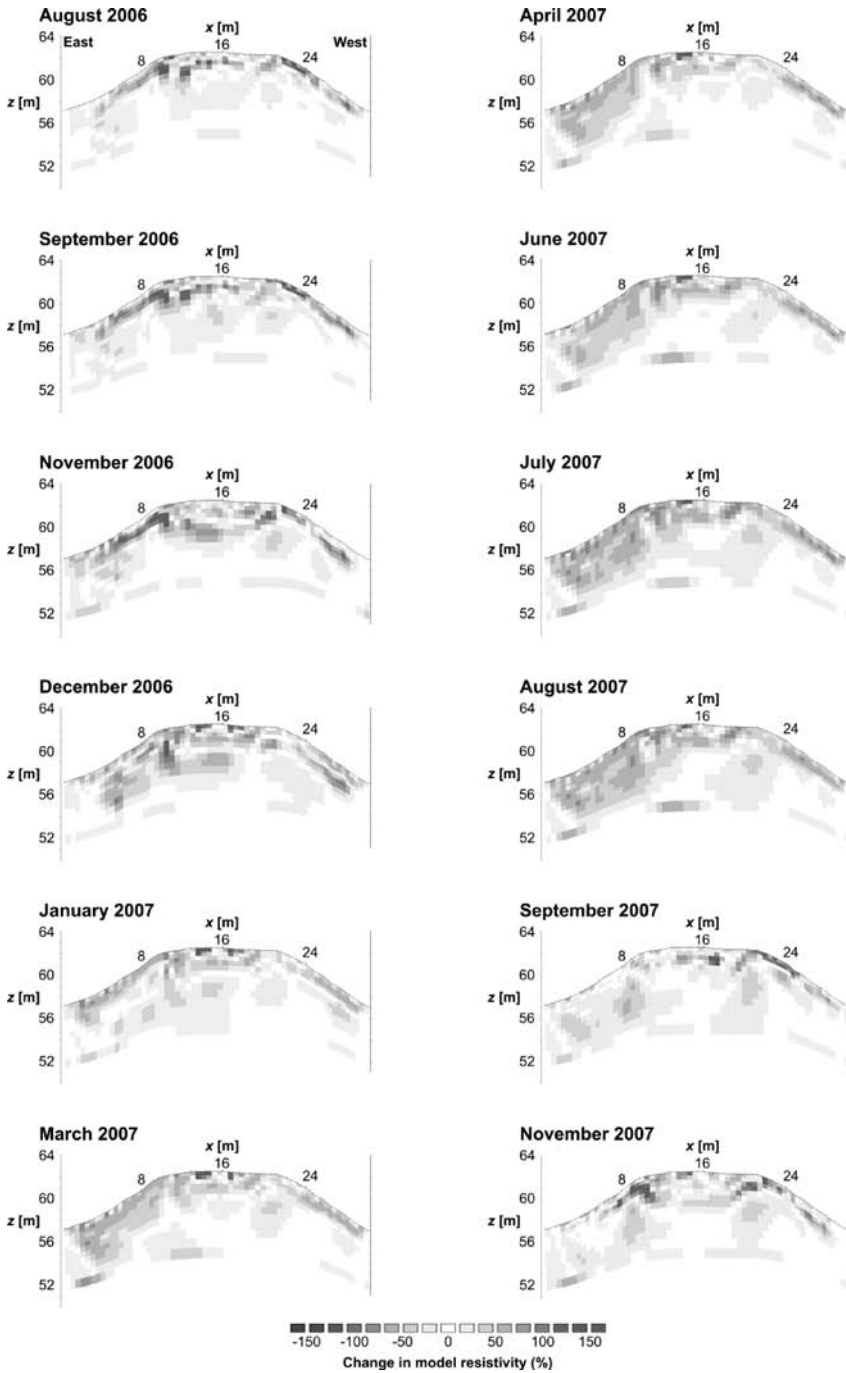 August 2006
x [m]
16
64
East
West
8
24
60
z [m]
56
52
September 2006
x [m]
16
64
8
24
60
z [m]
56
52
November 2006
x [m]
16
64
8
24
60
z [m]
56
52
December 2006
x [m]
16
64
8
24
60
z [m]
56
52
January 2007
x [m]
16
64
8
24
60
z [m]
56
52
March 2007
x [m]
16
64
8
24
60
z [m]
56
52
April 2007
x [m]
16
64
8
24
60
z [m]
56
52
June 2007
x [m]
16
64
8
24
60
z [m]
56
52
July 2007
x [m]
16
64
8
24
60
z [m]
56
52
August 2007
x [m]
16
64
8
24
60
z [m]
56
52
September 2007
x [m]
16
64
8
24
60
z [m]
56
52
November 2007
x [m]
16
64
8
24
60
z [m]
56
52
-150 -100 -50 0 50 100 150
Change in model resistivity (%)